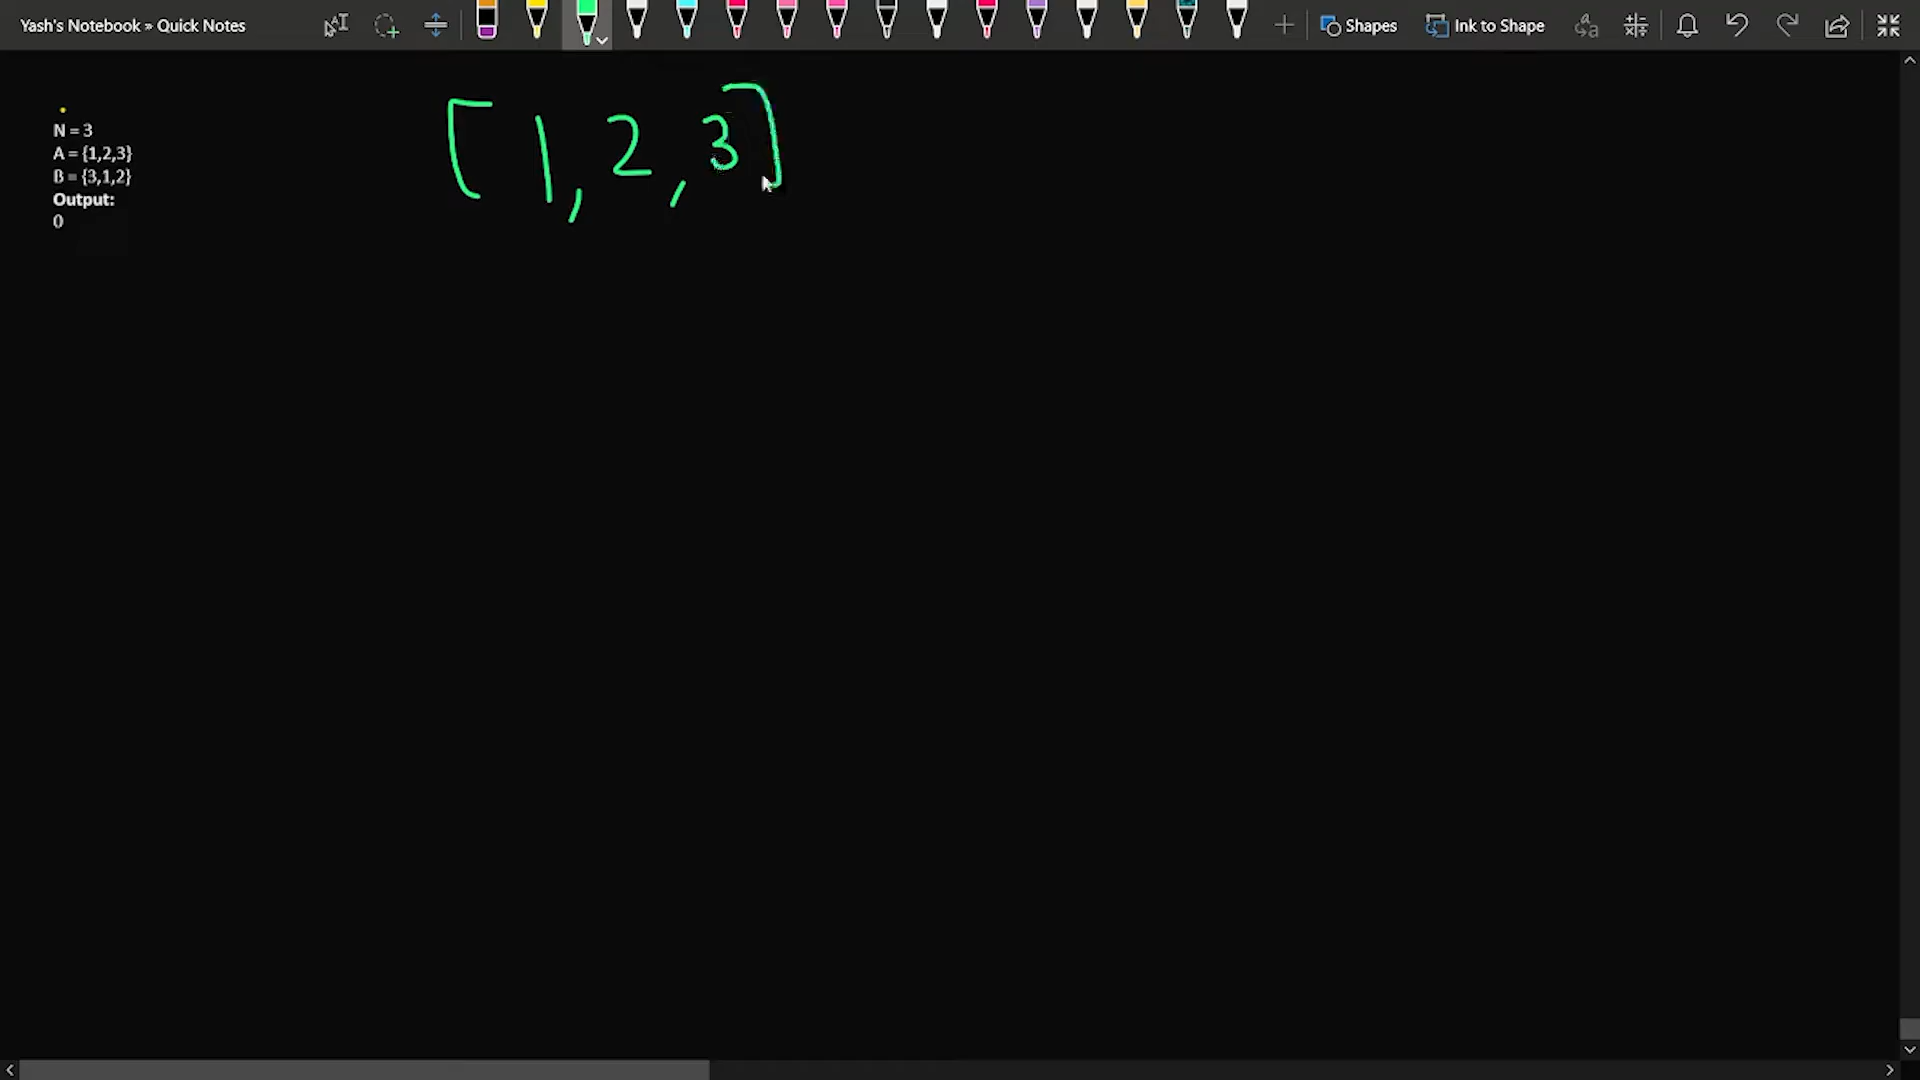 Yash's Notebook » Quick Notes
Shapes
Ink to Shape
[ 1, 2, 3 ]
N = 3
A = {1,2,3}
B = {3,1,2}
Output:
0